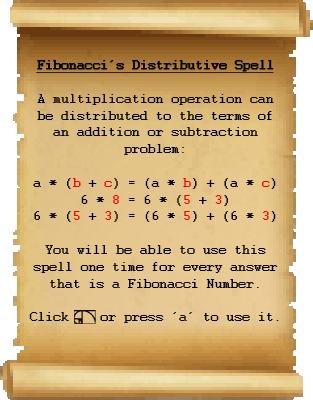 Fibonacci's Distributive Spell
A multiplication operation can
be distributed to the terms of
an addition or subtraction
problem:
a * (b + c) = (a * b) + (a * c)
6 * 8 = 6 * (5 + 3)
6 * (5 + 3) = (6 * 5) + (6 * 3)
You will be able to use this
spell one time for every answer
that is a Fibonacci Number.
Click or press 'a' to use it.